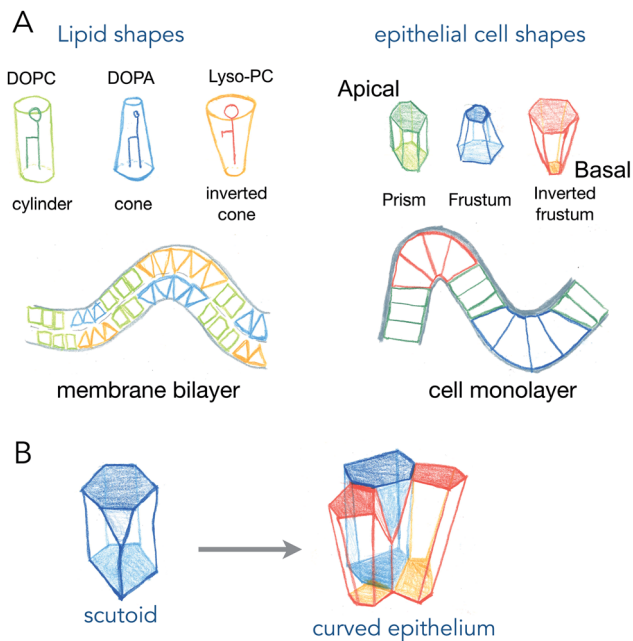 A
Lipid shapes
epithelial cell shapes
DOPC
DOPA
Lyso-PC
Apical
Basal
cylinder
cone
inverted
cone
Prism
Frustum
Inverted
frustum
membrane bilayer
cell monolayer
B
scutoid
curved epithelium